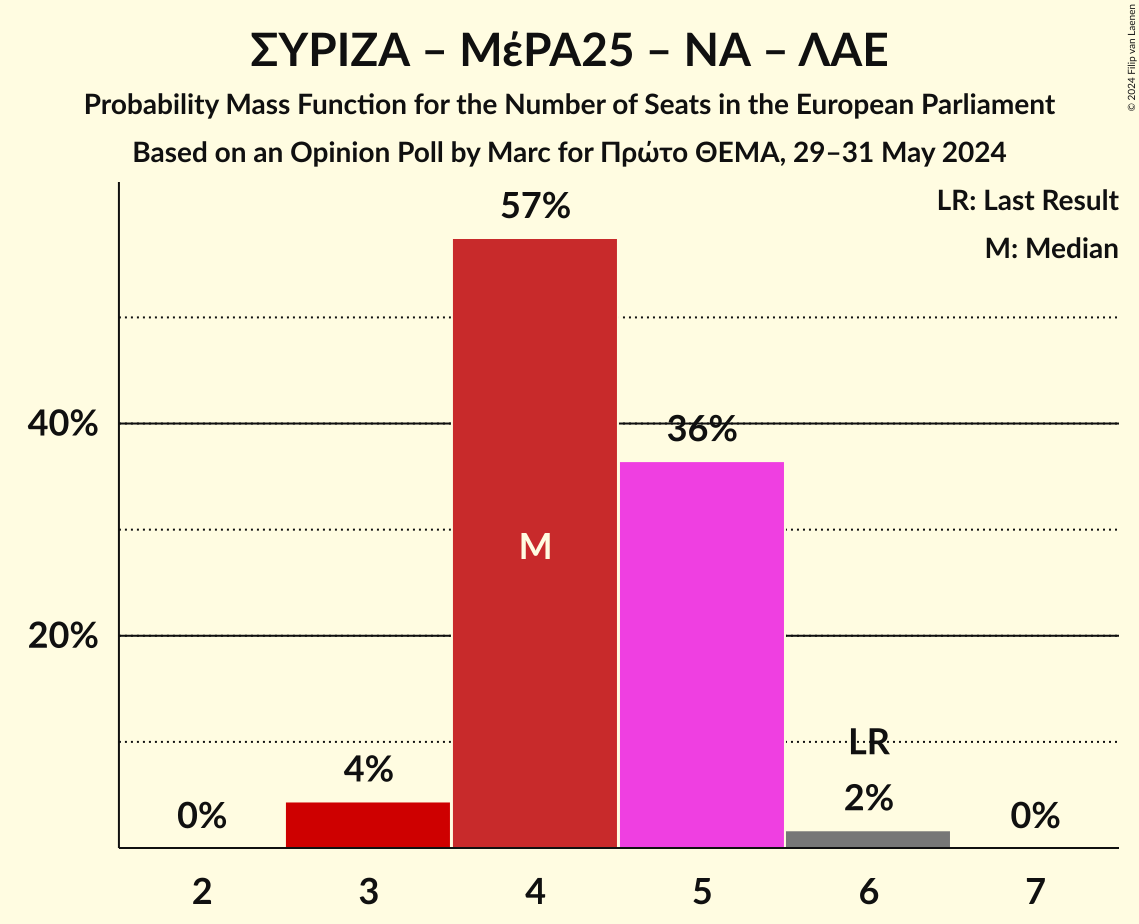 ΣΥΡΙΖΑ – ΜέΡΑ25 – ΝΑ – ΛΑΕ
Probability Mass Function for the Number of Seats in the European Parliament
Based on an Opinion Poll by Marc for Πρώτο ΘΕΜΑ, 29–31 May 2024
© 2024 Filip van Laenen
LR: Last Result
M: Median
57%
40%
36%
M
20%
LR
4%
2%
0%
0%
2 3 4 5 6 7